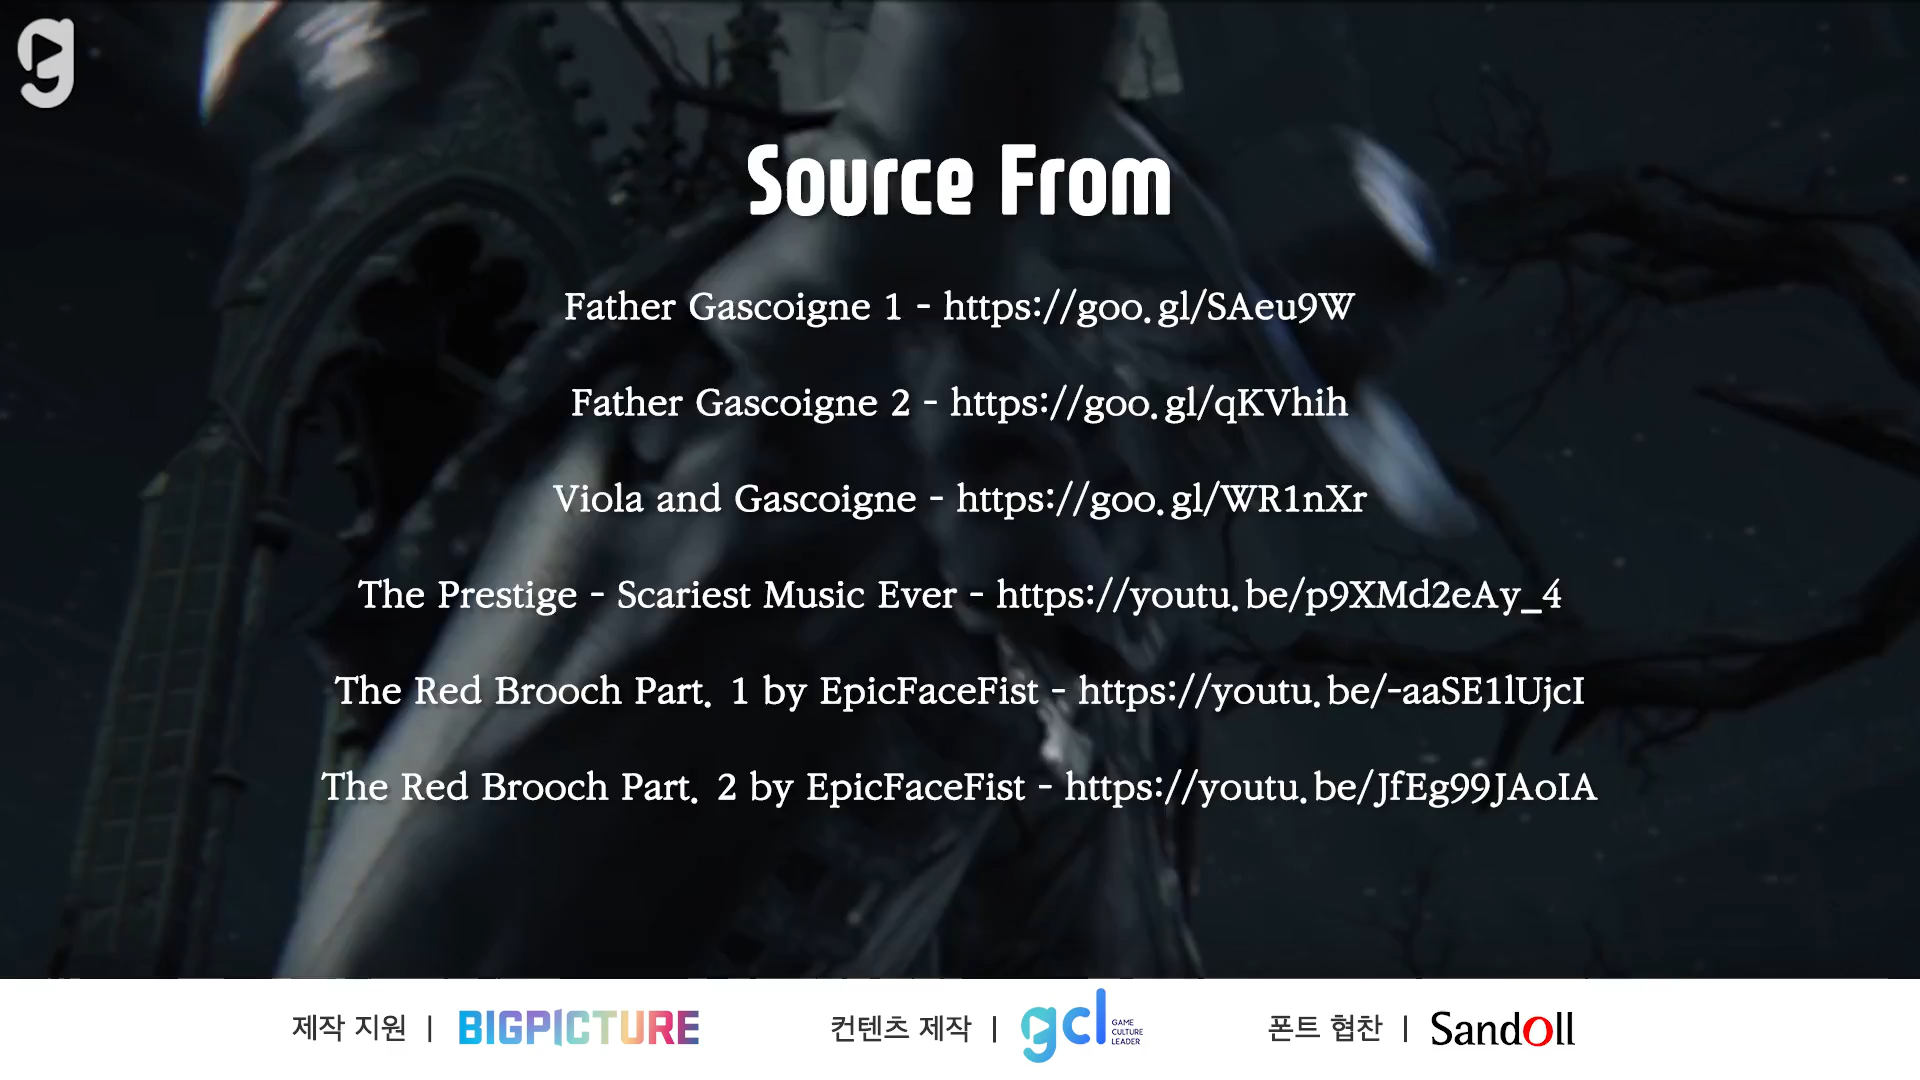 g
Source From
Father Gascoigne 1 - https://goo.gl/SAeu9W
Father Gascoigne 2 - https://goo.gl/qKVhih
Viola and Gascoigne - https://goo.gl/WR1nXr
The Prestige - Scariest Music Ever - https://youtu.be/p9XMd2eAy_4
The Red Brooch Part. 1 by EpicFaceFist - https://youtu.be/-aaSE1lUjcI
The Red Brooch Part. 2 by EpicFaceFist - https://youtu.be/JfEg99JAoIA
제작 지원 | BIGPICTURE 컨텐츠 제작 | gcl GAME CULTURE LEADER 폰트 협찬 | Sandoll